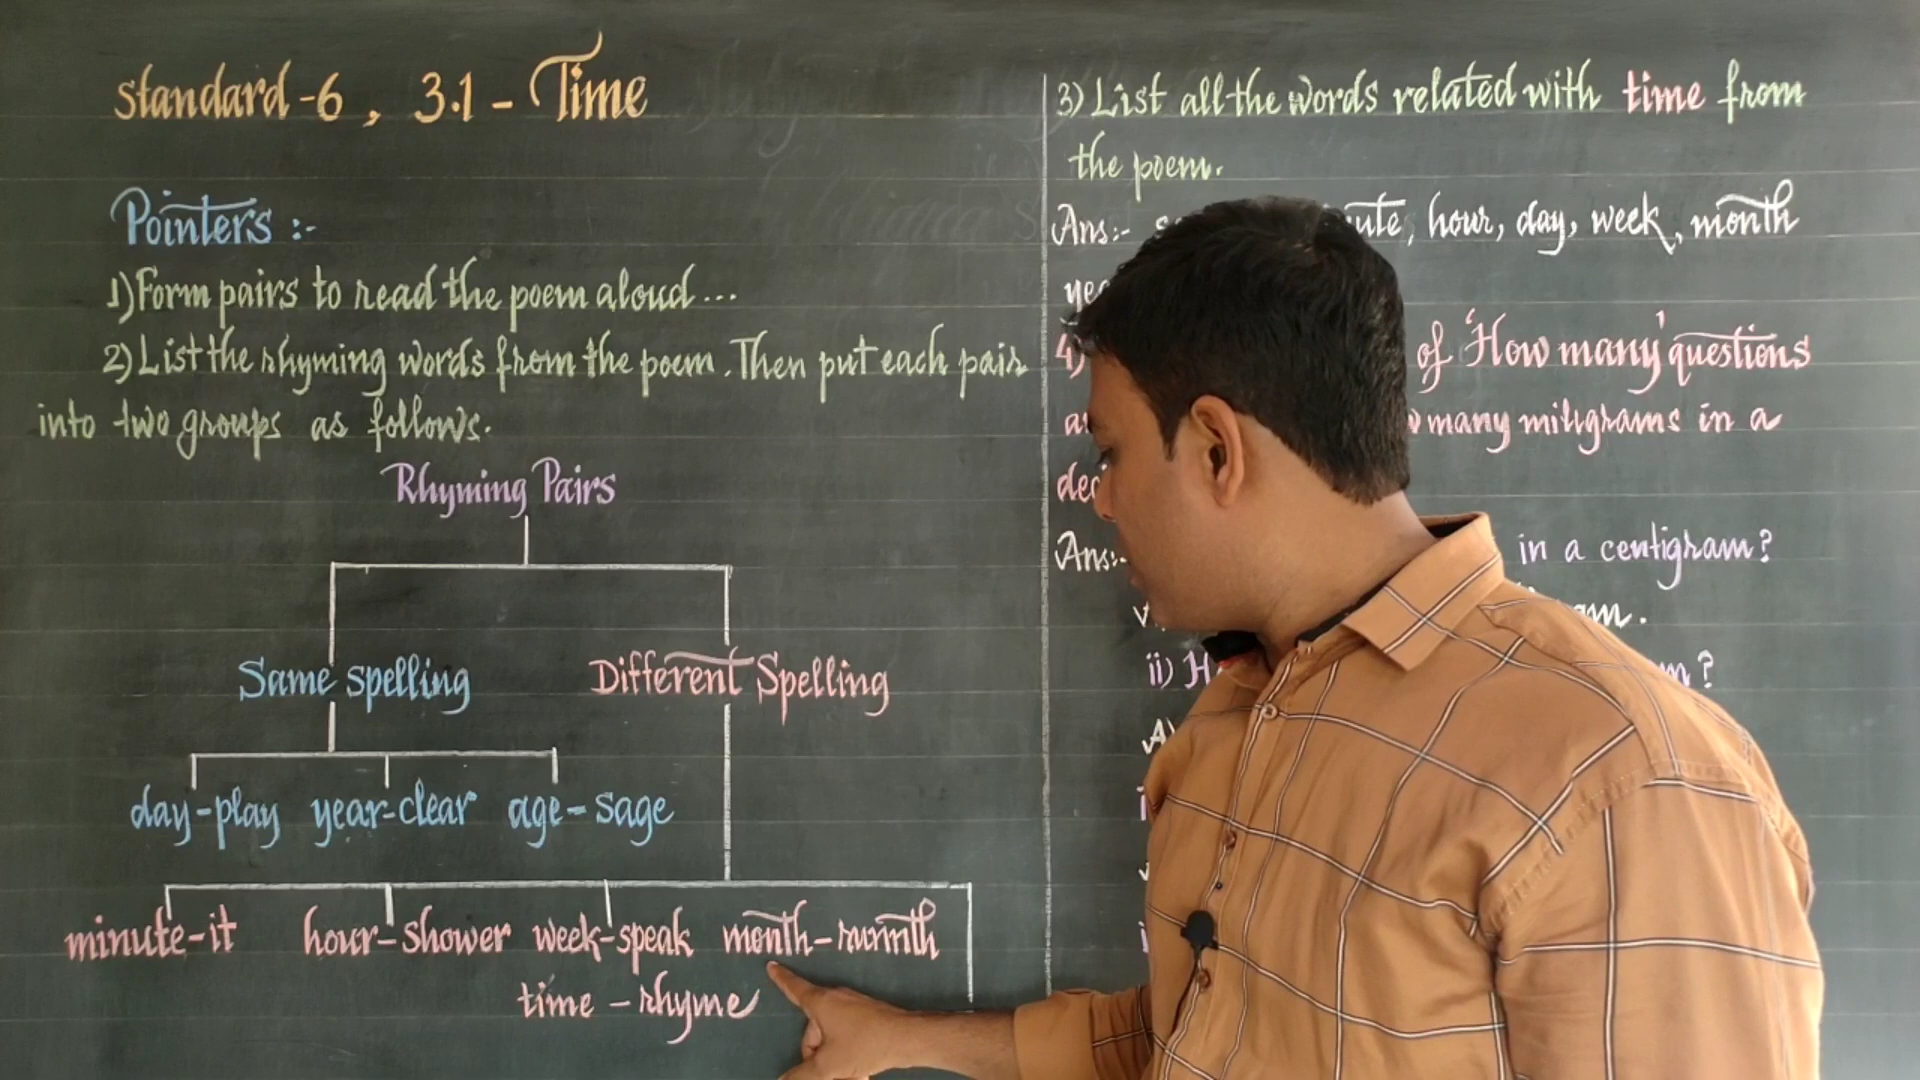 standard-6, 3.1 - Time
Pointers :-
1) Form pairs to read the poem aloud...
2) List the rhyming words from the poem. Then put each pair
into two groups as follows.
Rhyming Pairs
Same spelling Different Spelling
day-play year-clear age-sage
minute-it hour-shower week-speak month-runnth
time - rhyme
3) List all the words related with time from
the poem.
Ans:- hour, day, week, month
4) of 'How many' questions
many miligrams in a
Ans:- in a centigram?
ii)